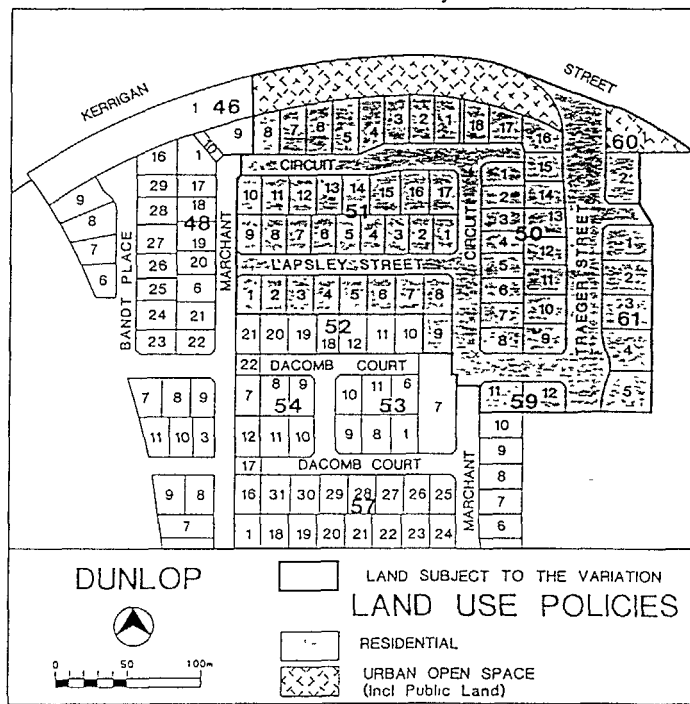 KERRIGAN STREET
1 46
9 8 7 6 5 4 3 2 1 18 17 16
10
60
16 1
CIRCUIT
15
2
29 17
10 11 12 13 14 15 16 17
1 14
28 18
51
2
48
3 13
27 19
9 8 7 6 5 4 3 2 1
4 50 12
1
26 20
LAPSLEY STREET
5 11
2
25 6
1 2 3 4 5 6 7 8
6 10
3
61
24 21
52
7
4
23 22
21 20 19 18 12 11 10 9
8 9
5
9
8
7
6
BANDT PLACE
MARCHANT
CIRCUIT
TRAEGER STREET
22 DACOMB COURT
7 8 9
7 8 9
10 11 6
7
11 59 12
54 53
11 10 3
12 11 10
9 8 1
10
17 DACOMB COURT
9
9 8
16 31 30 29 28 27 26 25
8
57
MARCHANT
7
7
1 18 19 20 21 22 23 24
6
DUNLOP
LAND SUBJECT TO THE VARIATION
LAND USE POLICIES
RESIDENTIAL
URBAN OPEN SPACE
(Incl Public Land)
0 50 100m